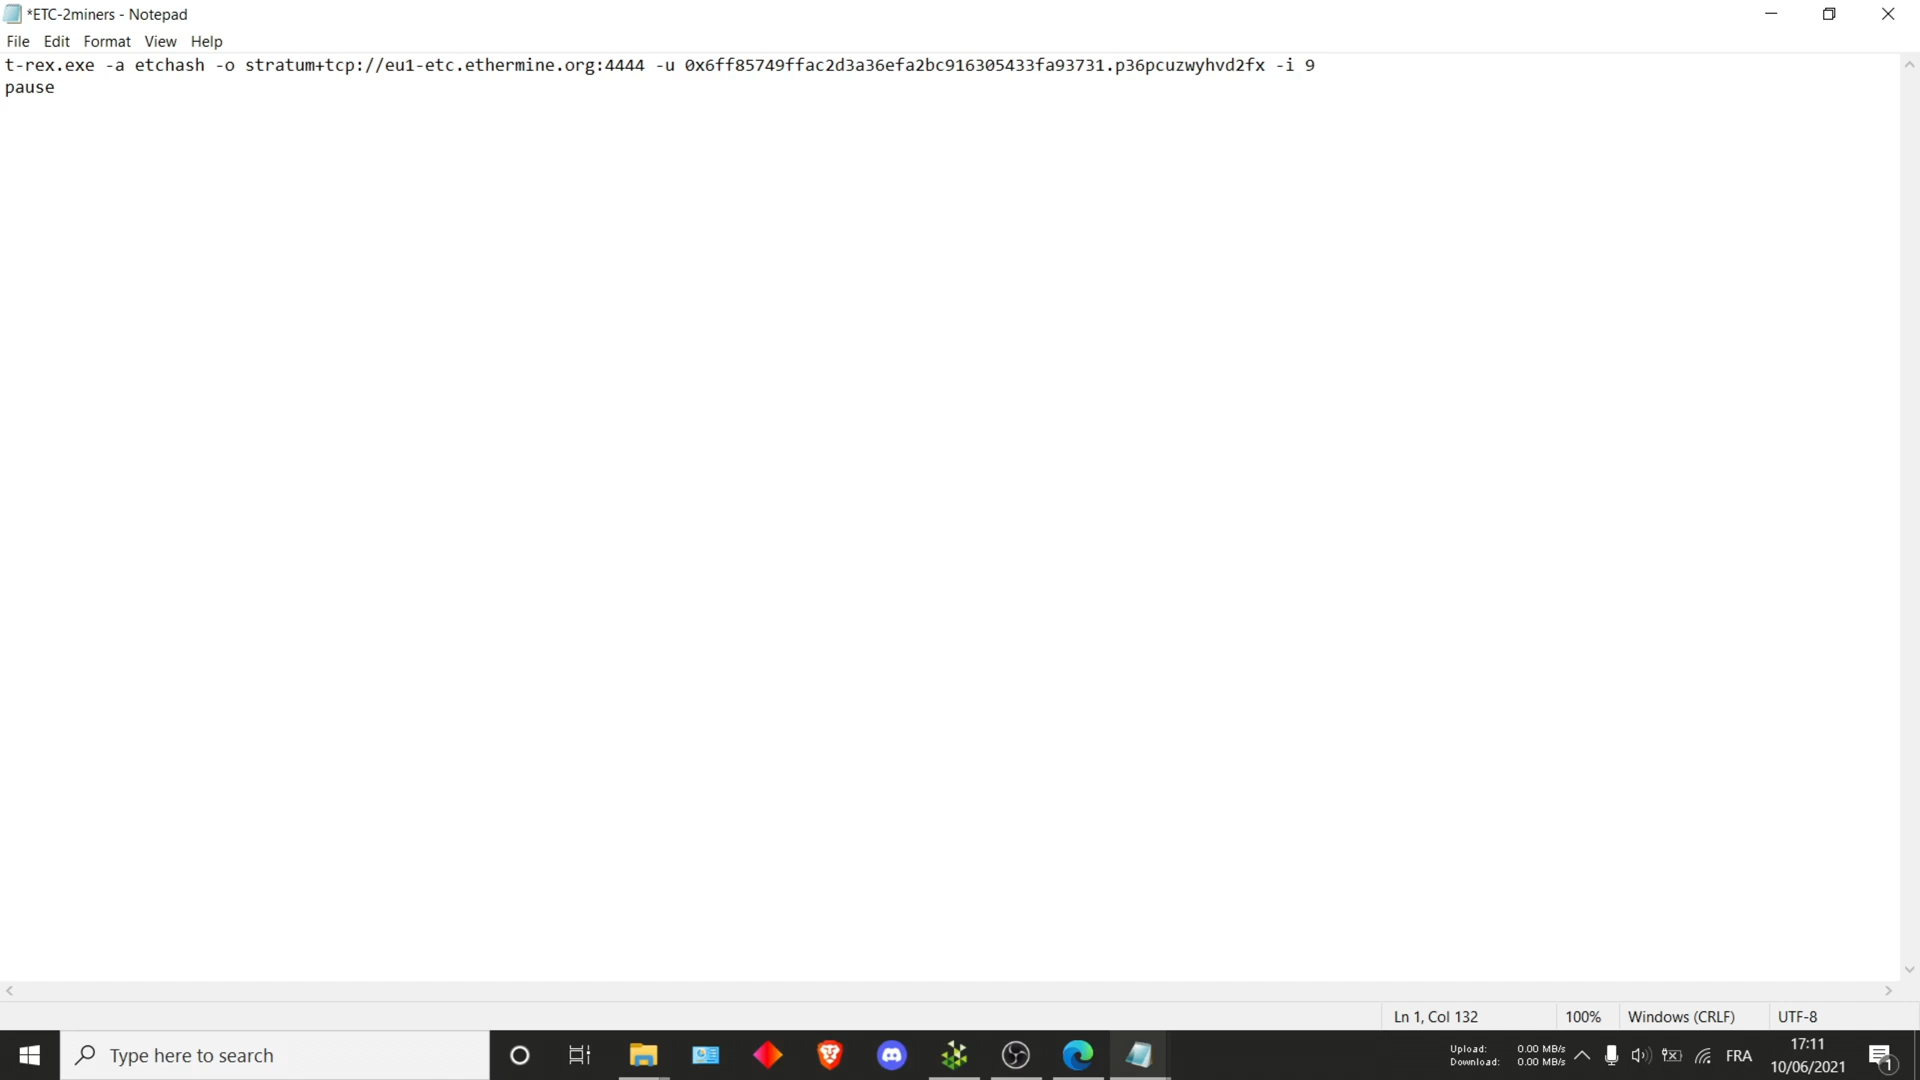 *ETC-2miners - Notepad
File Edit Format View Help
t-rex.exe -a etchash -o stratum+tcp://eu1-etc.ethermine.org:4444 -u 0x6ff85749ffac2d3a36efa2bc916305433fa93731.p36pcuzwyhvd2fx -i 9
pause
Ln 1, Col 132 100% Windows (CRLF) UTF-8
Type here to search
Upload: 0.00 MB/s
Download: 0.00 MB/s
FRA
17:11
10/06/2021
1